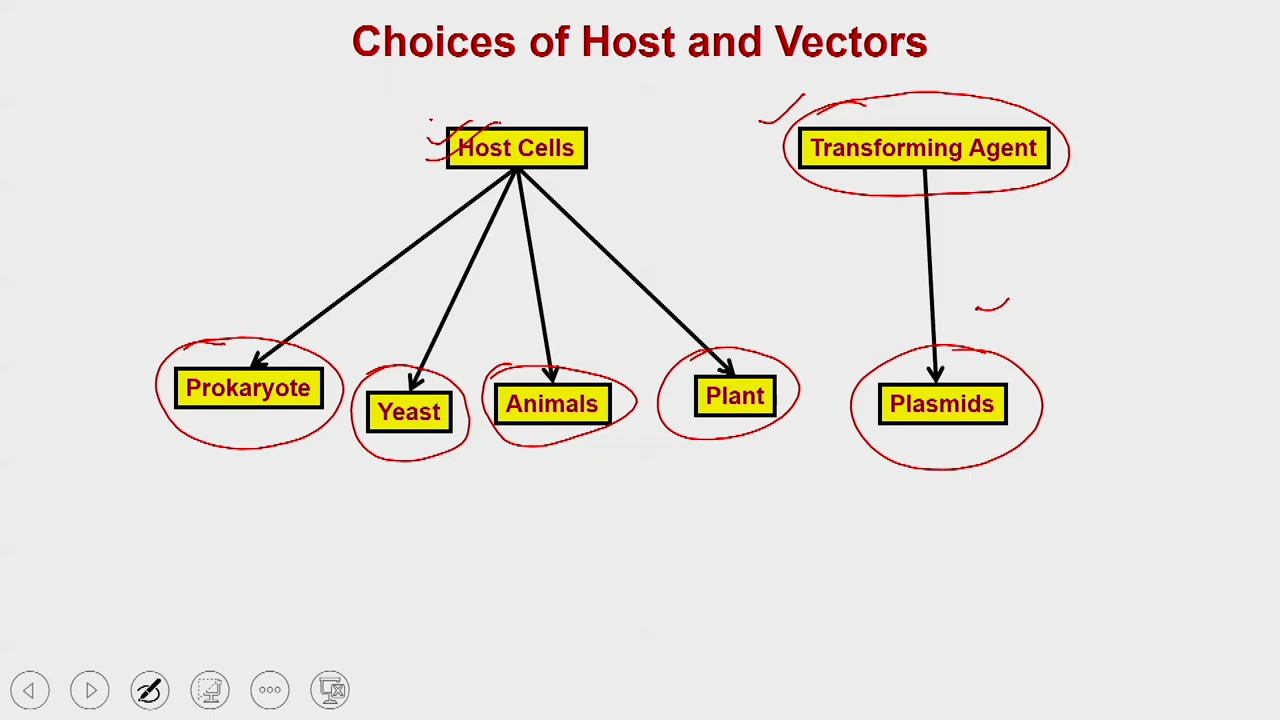 Choices of Host and Vectors
Host Cells
Transforming Agent
Prokaryote
Yeast
Animals
Plant
Plasmids